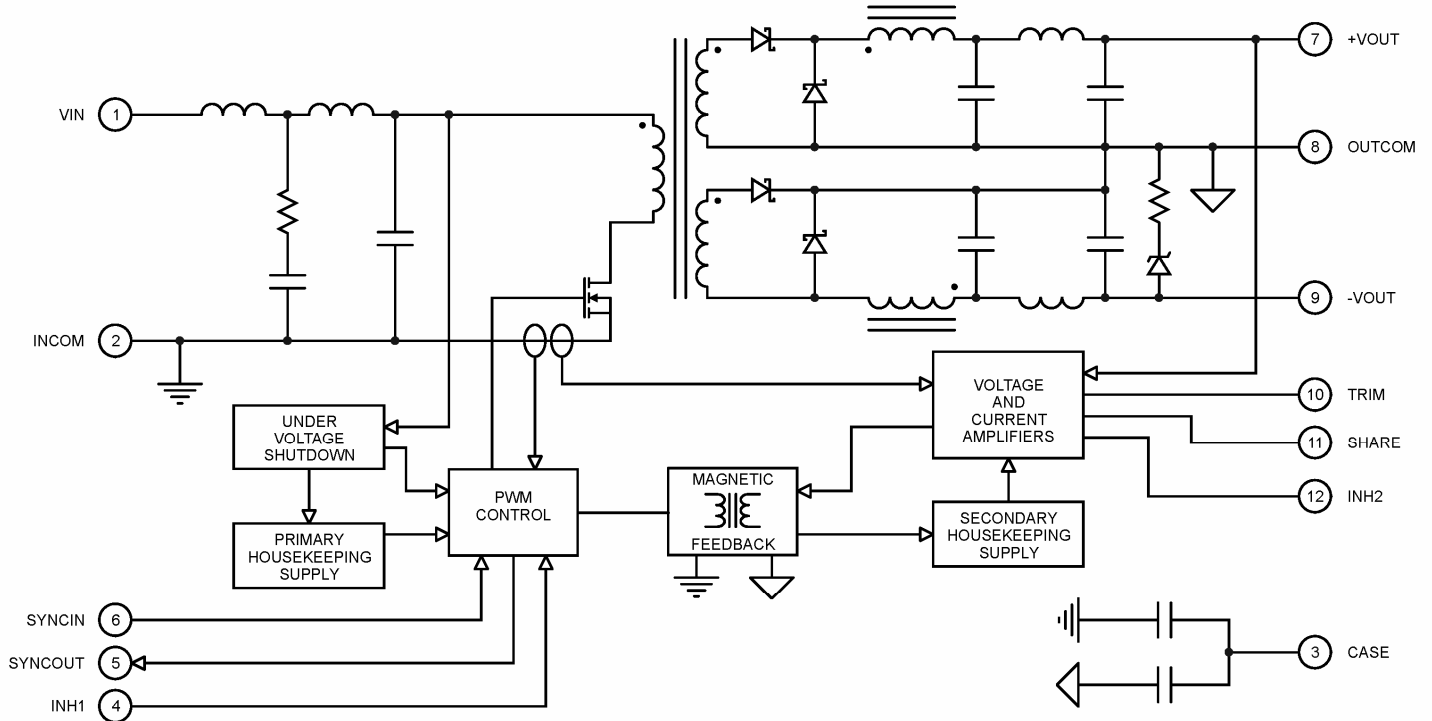 7 +VOUT
VIN 1
8 OUTCOM
9 -VOUT
INCOM 2
VOLTAGE
AND
CURRENT
AMPLIFIERS
10 TRIM
UNDER
VOLTAGE
SHUTDOWN
11 SHARE
PWM
CONTROL
MAGNETIC
FEEDBACK
12 INH2
PRIMARY
HOUSEKEEPING
SUPPLY
SECONDARY
HOUSEKEEPING
SUPPLY
SYNCIN 6
3 CASE
SYNCOUT 5
INH1 4